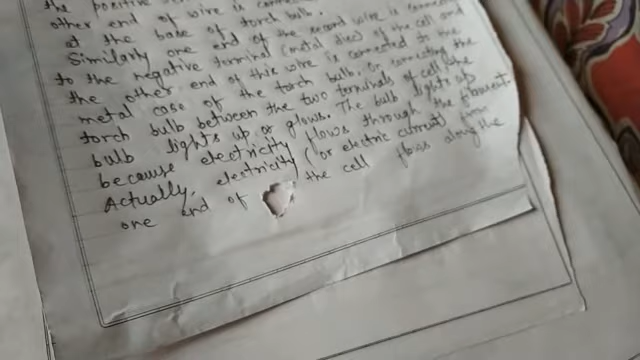 the positive
other end of wire is
at the base of torch bulb.
Similarly one end of the second wire is connected
to the negative terminal (metal disc) of the cell and
the other end of this wire is connected to the
metal case of the torch bulb. On connecting the
torch bulb between the two terminals of cell, the
bulb lights up or glows. The bulb lights up
because electricity flows through the filament.
Actually, electricity (or electric current) from
one end of the cell flows along the